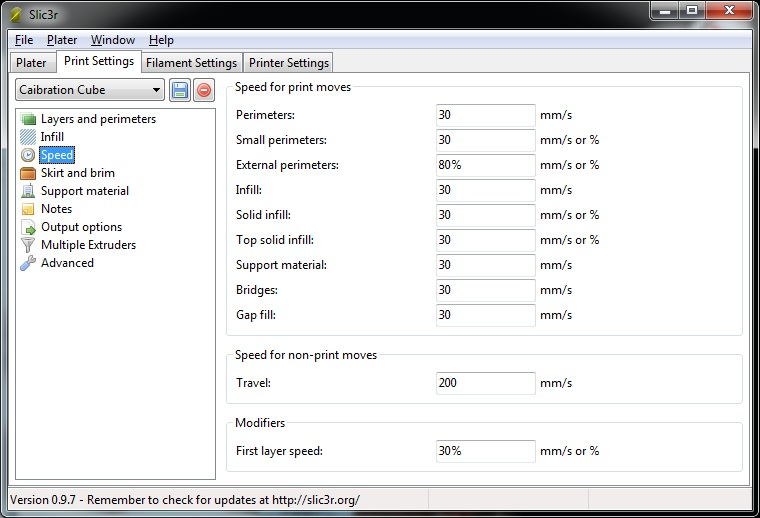 Slic3r
File Plater Window Help
Plater Print Settings Filament Settings Printer Settings
Caibration Cube
Layers and perimeters
Infill
Speed
Skirt and brim
Support material
Notes
Output options
Multiple Extruders
Advanced
Speed for print moves
Perimeters: 30 mm/s
Small perimeters: 30 mm/s or %
External perimeters: 80% mm/s or %
Infill: 30 mm/s
Solid infill: 30 mm/s or %
Top solid infill: 30 mm/s or %
Support material: 30 mm/s
Bridges: 30 mm/s
Gap fill: 30 mm/s
Speed for non-print moves
Travel: 200 mm/s
Modifiers
First layer speed: 30% mm/s or %
Version 0.9.7 - Remember to check for updates at http://slic3r.org/